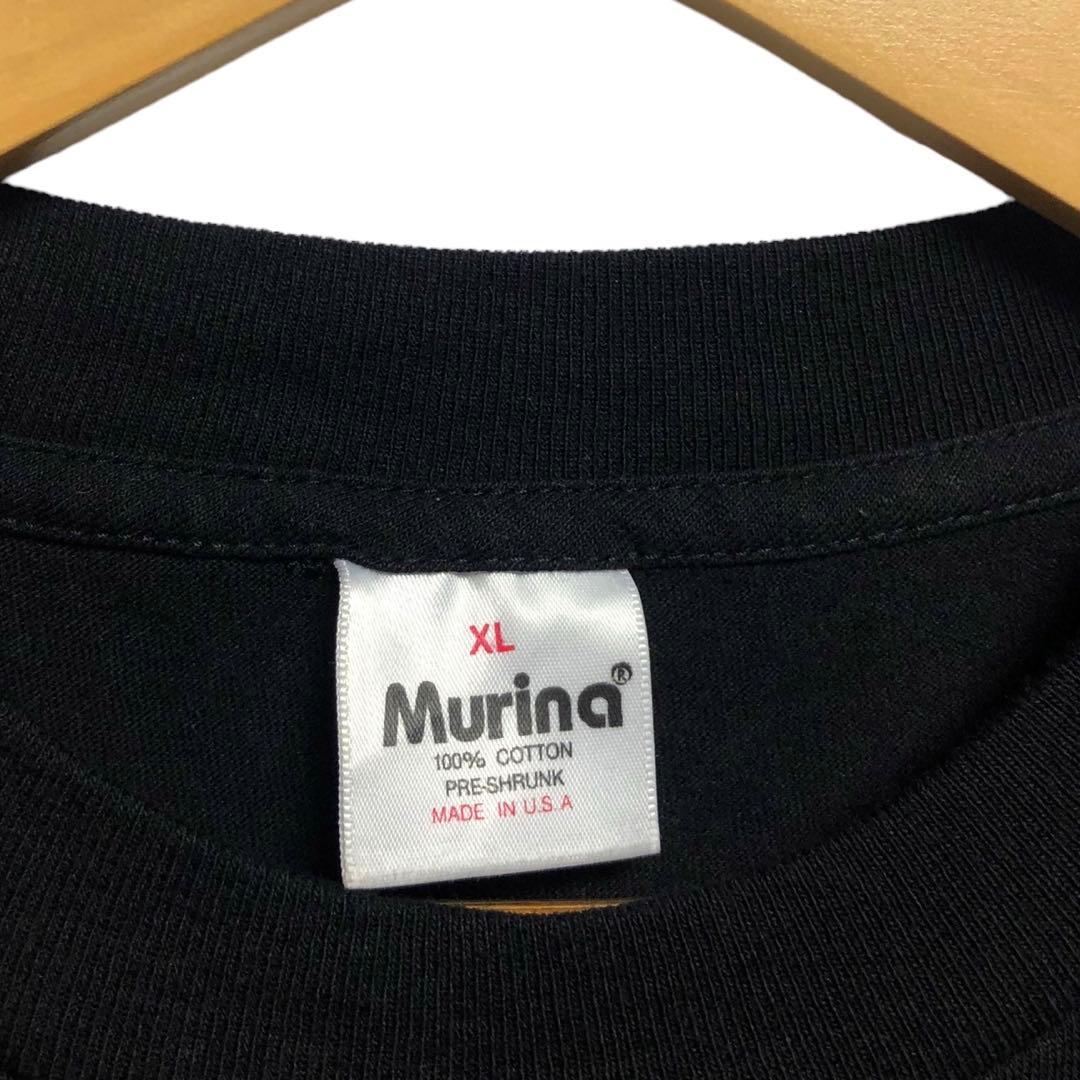 XL
Murina®
100% COTTON
PRE-SHRUNK
MADE IN U.S.A